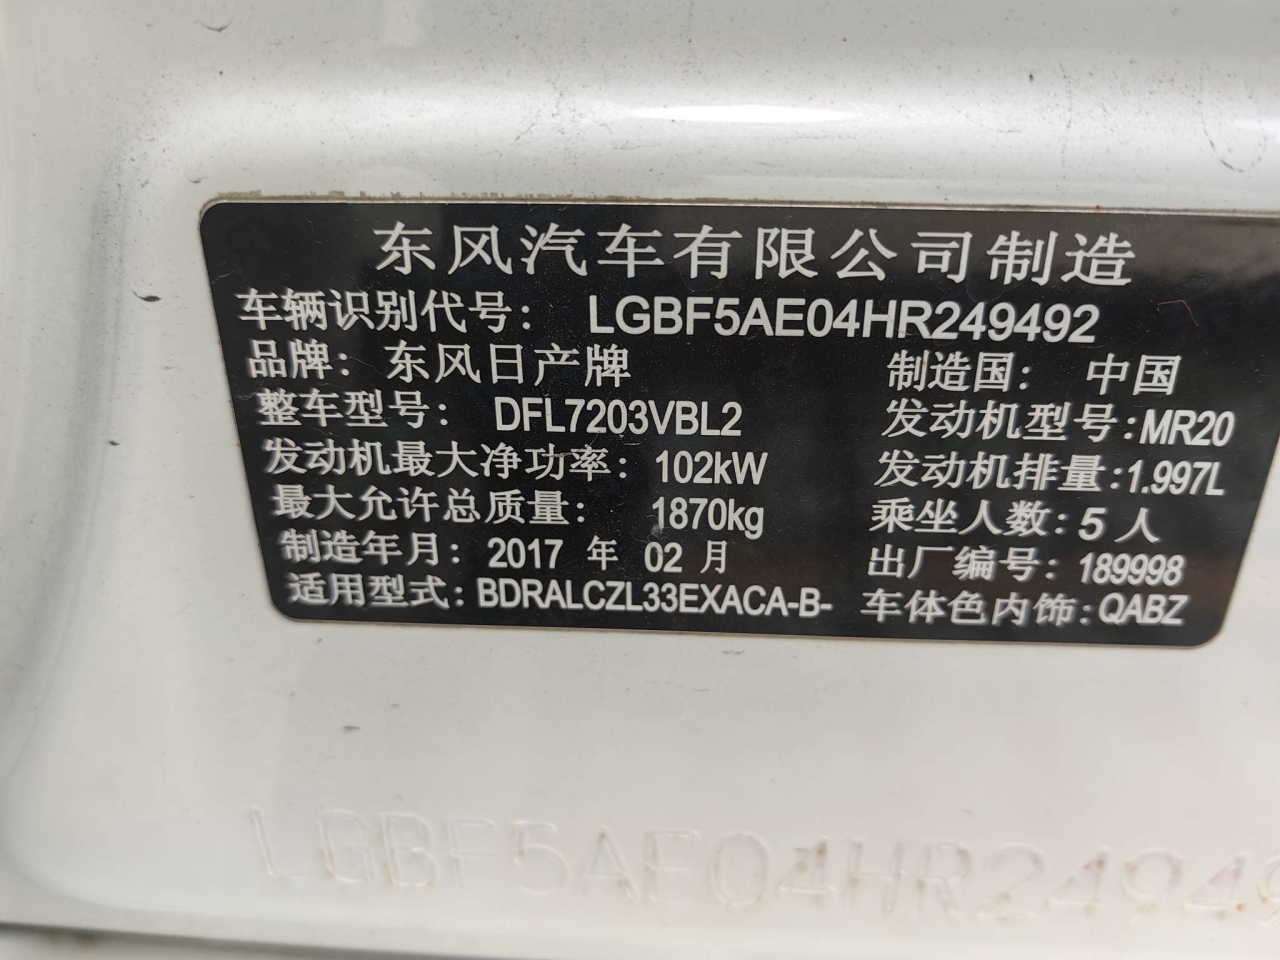 东风汽车有限公司制造
车辆识别代号: LGBF5AE04HR249492
品牌: 东风日产牌 制造国: 中国
整车型号: DFL7203VBL2 发动机型号:MR20
发动机最大净功率: 102kW 发动机排量:1.997L
最大允许总质量: 1870kg 乘坐人数: 5 人
制造年月: 2017 年 02 月 出厂编号: 189998
适用型式: BDRALCZL33EXACA-B- 车体色内饰:QABZ
LGBF5AE04HR24949